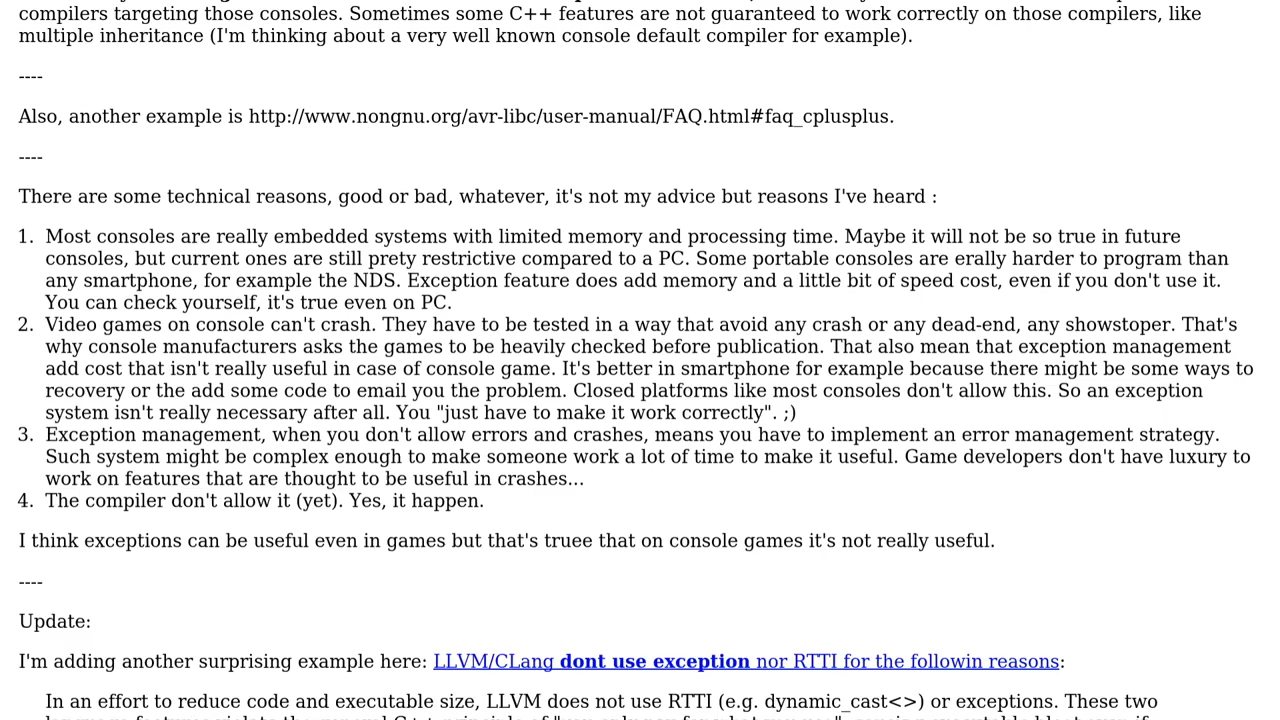 compilers targeting those consoles. Sometimes some C++ features are not guaranteed to work correctly on those compilers, like
multiple inheritance (I'm thinking about a very well known console default compiler for example).
----
Also, another example is http://www.nongnu.org/avr-libc/user-manual/FAQ.html#faq_cplusplus.
----
There are some technical reasons, good or bad, whatever, it's not my advice but reasons I've heard :
1. Most consoles are really embedded systems with limited memory and processing time. Maybe it will not be so true in future
consoles, but current ones are still prety restrictive compared to a PC. Some portable consoles are erally harder to program than
any smartphone, for example the NDS. Exception feature does add memory and a little bit of speed cost, even if you don't use it.
You can check yourself, it's true even on PC.
2. Video games on console can't crash. They have to be tested in a way that avoid any crash or any dead-end, any showstoper. That's
why console manufacturers asks the games to be heavily checked before publication. That also mean that exception management
add cost that isn't really useful in case of console game. It's better in smartphone for example because there might be some ways to
recovery or the add some code to email you the problem. Closed platforms like most consoles don't allow this. So an exception
system isn't really necessary after all. You "just have to make it work correctly". ;)
3. Exception management, when you don't allow errors and crashes, means you have to implement an error management strategy.
Such system might be complex enough to make someone work a lot of time to make it useful. Game developers don't have luxury to
work on features that are thought to be useful in crashes...
4. The compiler don't allow it (yet). Yes, it happen.
I think exceptions can be useful even in games but that's truee that on console games it's not really useful.
----
Update:
I'm adding another surprising example here: LLVM/CLang dont use exception nor RTTI for the followin reasons:
In an effort to reduce code and executable size, LLVM does not use RTTI (e.g. dynamic_cast<>) or exceptions. These two